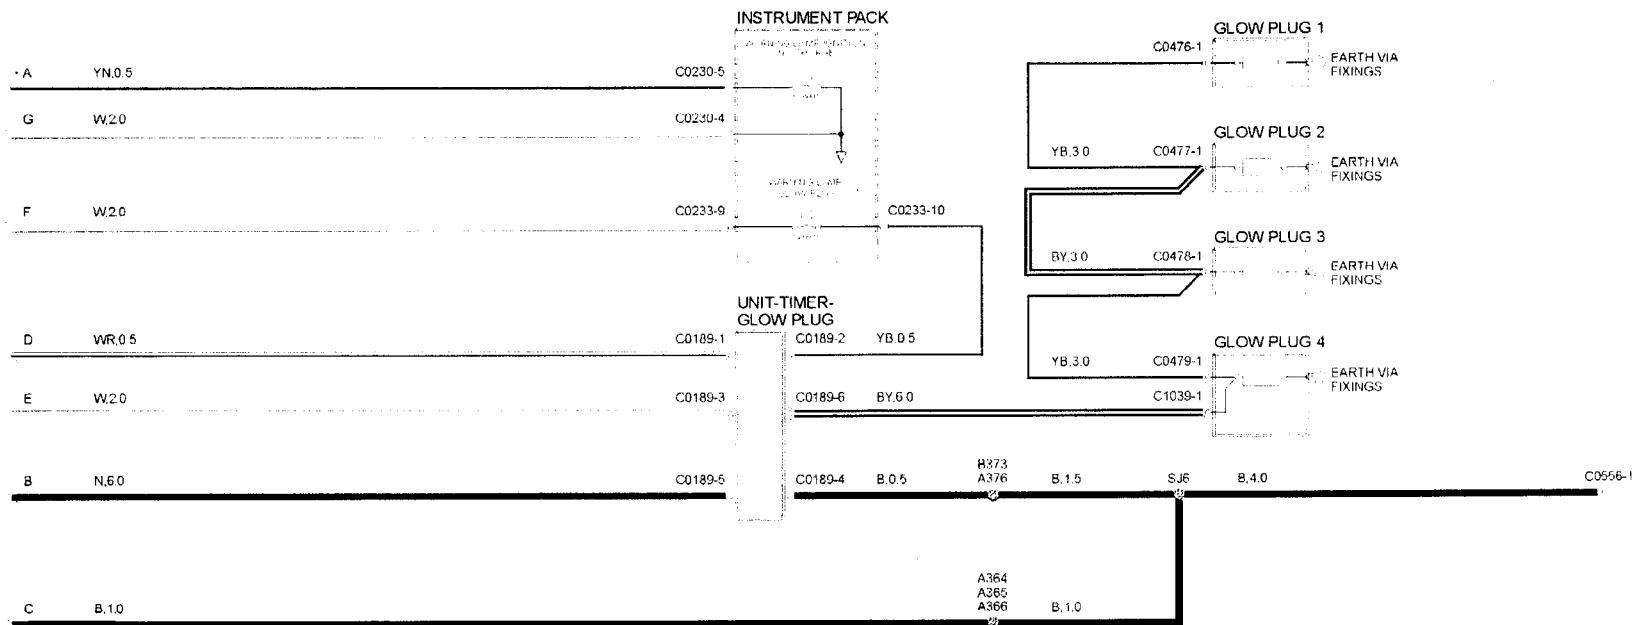 INSTRUMENT PACK
GLOW PLUG 1
C0476-1
EARTH VIA
FIXINGS
A YN,0.5 C0230-5
G W,2.0 C0230-4
GLOW PLUG 2
YB,3.0 C0477-1
EARTH VIA
FIXINGS
F W,2.0 C0233-9 C0233-10
GLOW PLUG 3
BY,3.0 C0478-1
EARTH VIA
FIXINGS
UNIT-TIMER-
GLOW PLUG
D WR,0.5 C0189-1 C0189-2 YB,0.5
GLOW PLUG 4
YB,3.0 C0479-1
EARTH VIA
FIXINGS
E W,2.0 C0189-3 C0189-6 BY,6.0 C1039-1
B373
B N,6.0 C0189-5 C0189-4 B,0.5 A376 B,1.5 SJ6 B,4.0 C0556-1
A364
A365
C B,1.0 A366 B,1.0